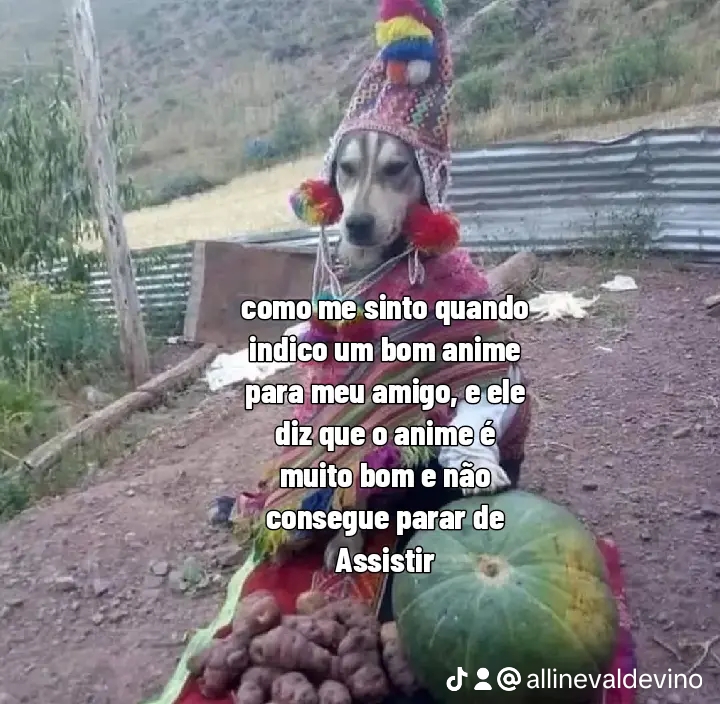 como me sinto quando
indico um bom anime
para meu amigo, e ele
diz que o anime é
muito bom e não
consegue parar de
Assistir
@allinevaldevino